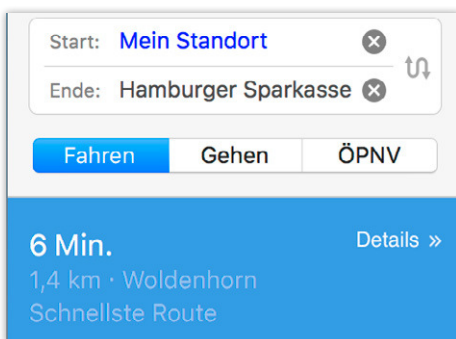 Start: Mein Standort
Ende: Hamburger Sparkasse
Fahren Gehen ÖPNV
6 Min. Details »
1,4 km · Woldenhorn
Schnellste Route